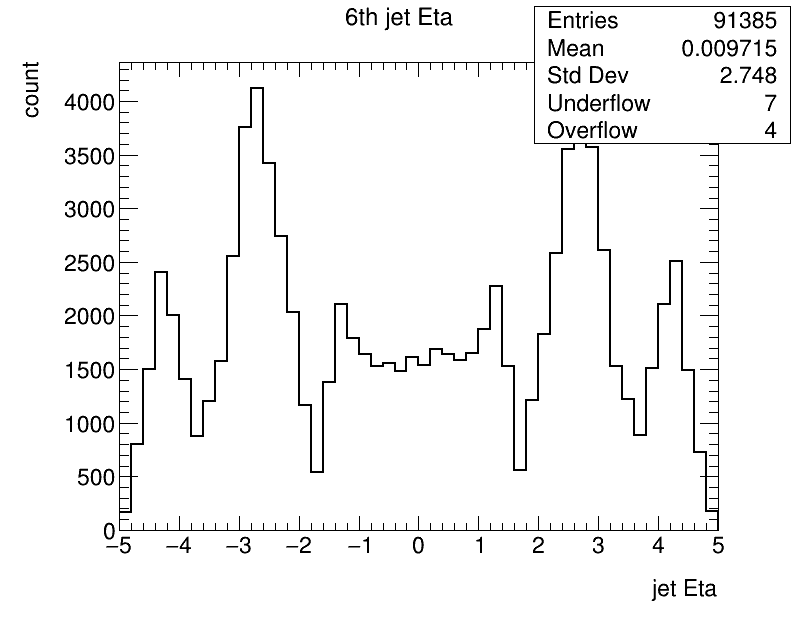 6th jet Eta
Entries 91385
Mean 0.009715
Std Dev 2.748
Underflow 7
Overflow 4
count
4000
3500
3000
2500
2000
1500
1000
500
0
−5 −4 −3 −2 −1 0 1 2 3 4 5
jet Eta